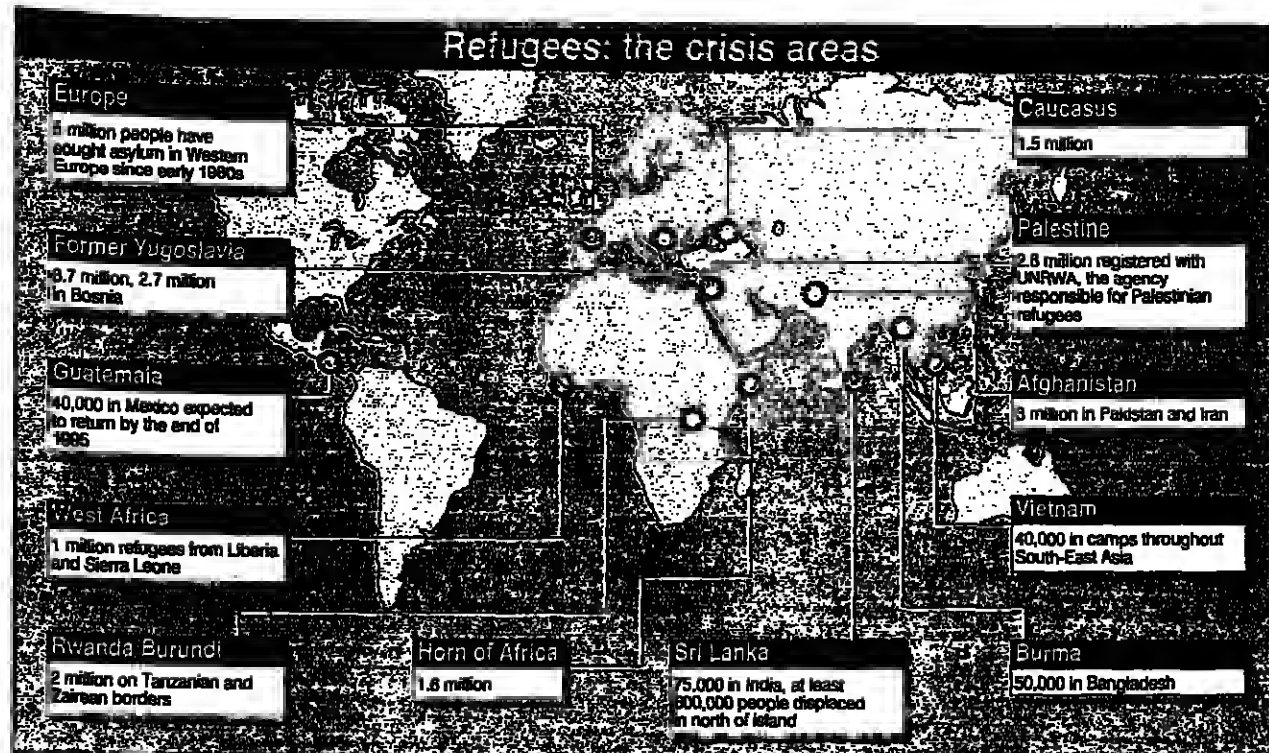 Refugees: the crisis areas
Europe
5 million people have
sought asylum in Western
Europe since early 1980s
Former Yugoslavia
3.7 million, 2.7 million
in Bosnia
Guatemala
40,000 in Mexico expected
to return by the end of
1995
West Africa
1 million refugees from Liberia
and Sierra Leone
Rwanda Burundi
2 million on Tanzanian and
Zairean borders
Horn of Africa
1.6 million
Sri Lanka
75,000 in India, at least
600,000 people displaced
in north of island
Caucasus
1.5 million
Palestine
2.8 million registered with
UNRWA, the agency
responsible for Palestinian
refugees
Afghanistan
3 million in Pakistan and Iran
Vietnam
40,000 in camps throughout
South-East Asia
Burma
50,000 in Bangladesh